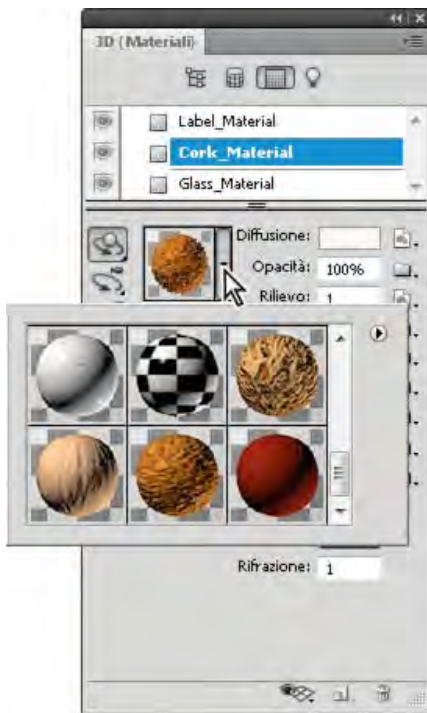 3D (Materiali)
Label_Material
Cork_Material
Glass_Material
Diffusione:
Opacità: 100%
Rilievo: 1
Rifrazione: 1